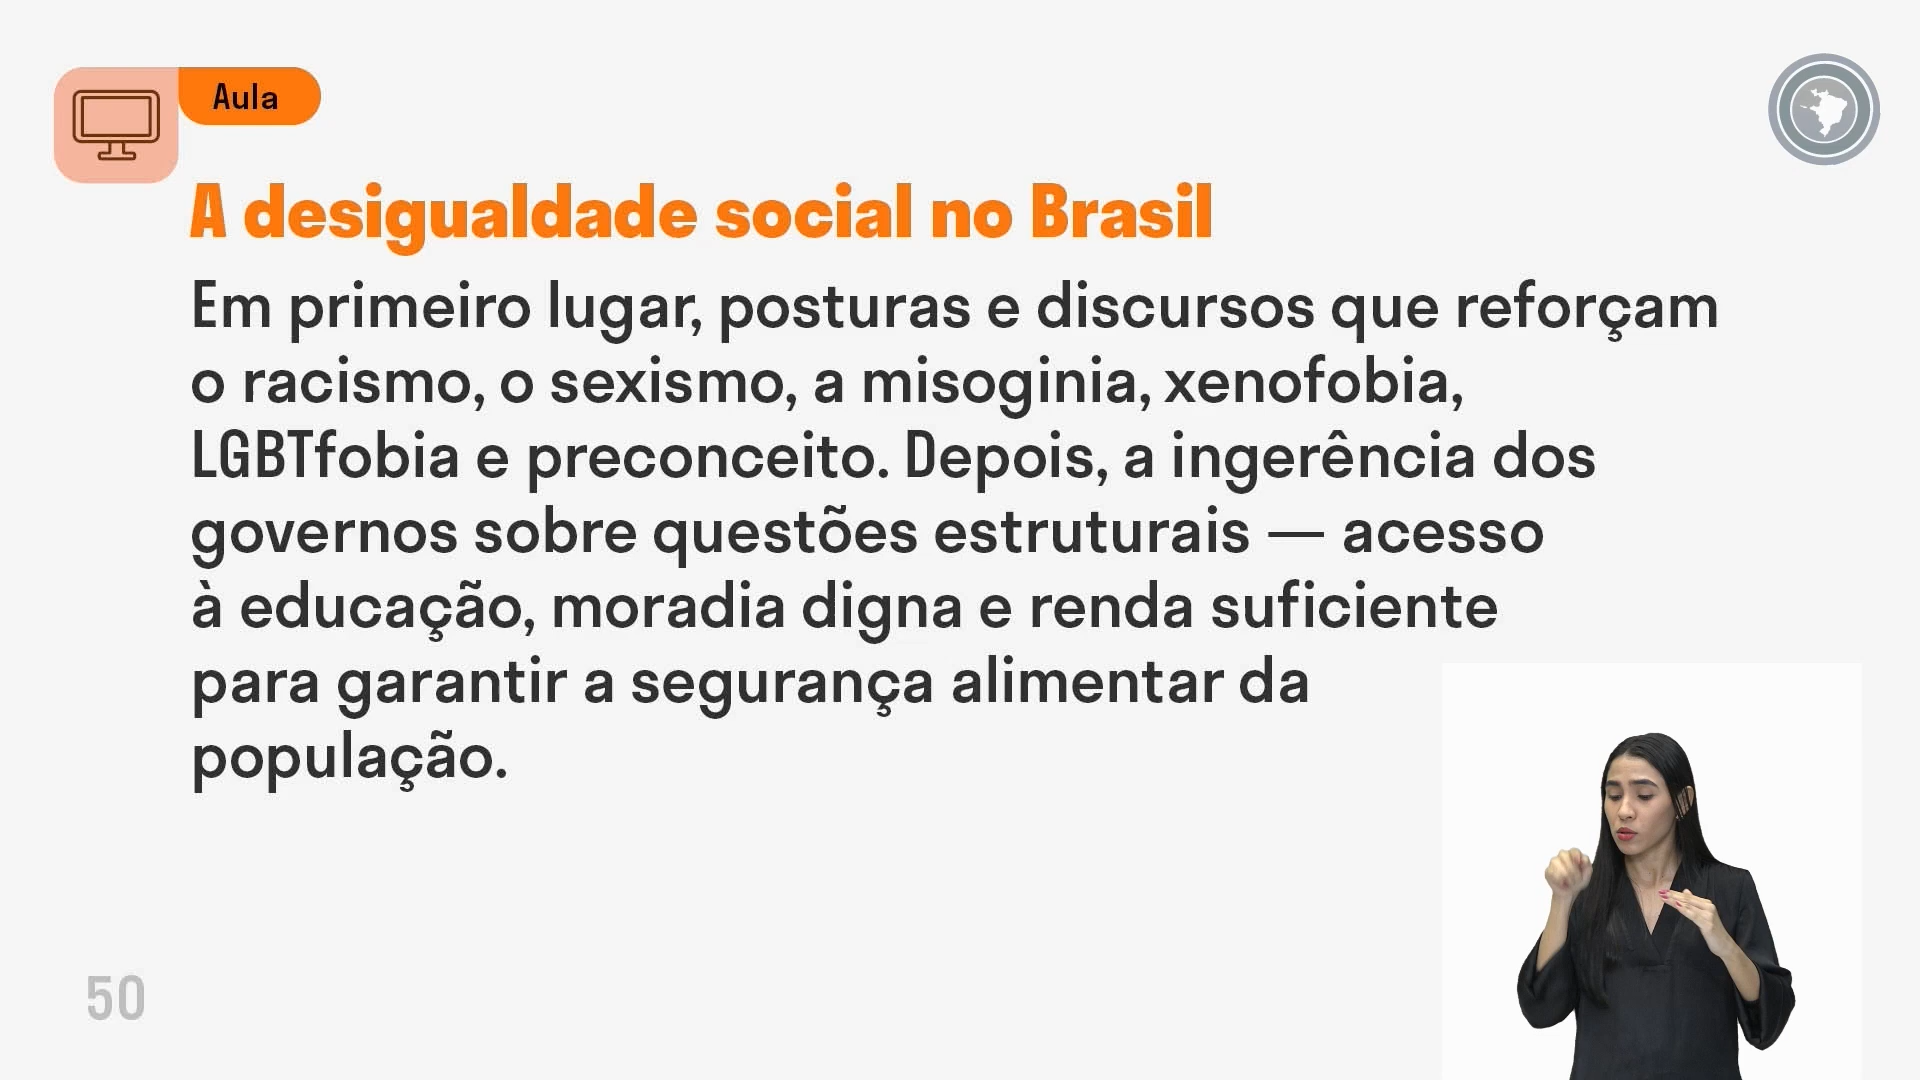 Aula
A desigualdade social no Brasil
Em primeiro lugar, posturas e discursos que reforçam
o racismo, o sexismo, a misoginia, xenofobia,
LGBTfobia e preconceito. Depois, a ingerência dos
governos sobre questões estruturais — acesso
à educação, moradia digna e renda suficiente
para garantir a segurança alimentar da
população.
50